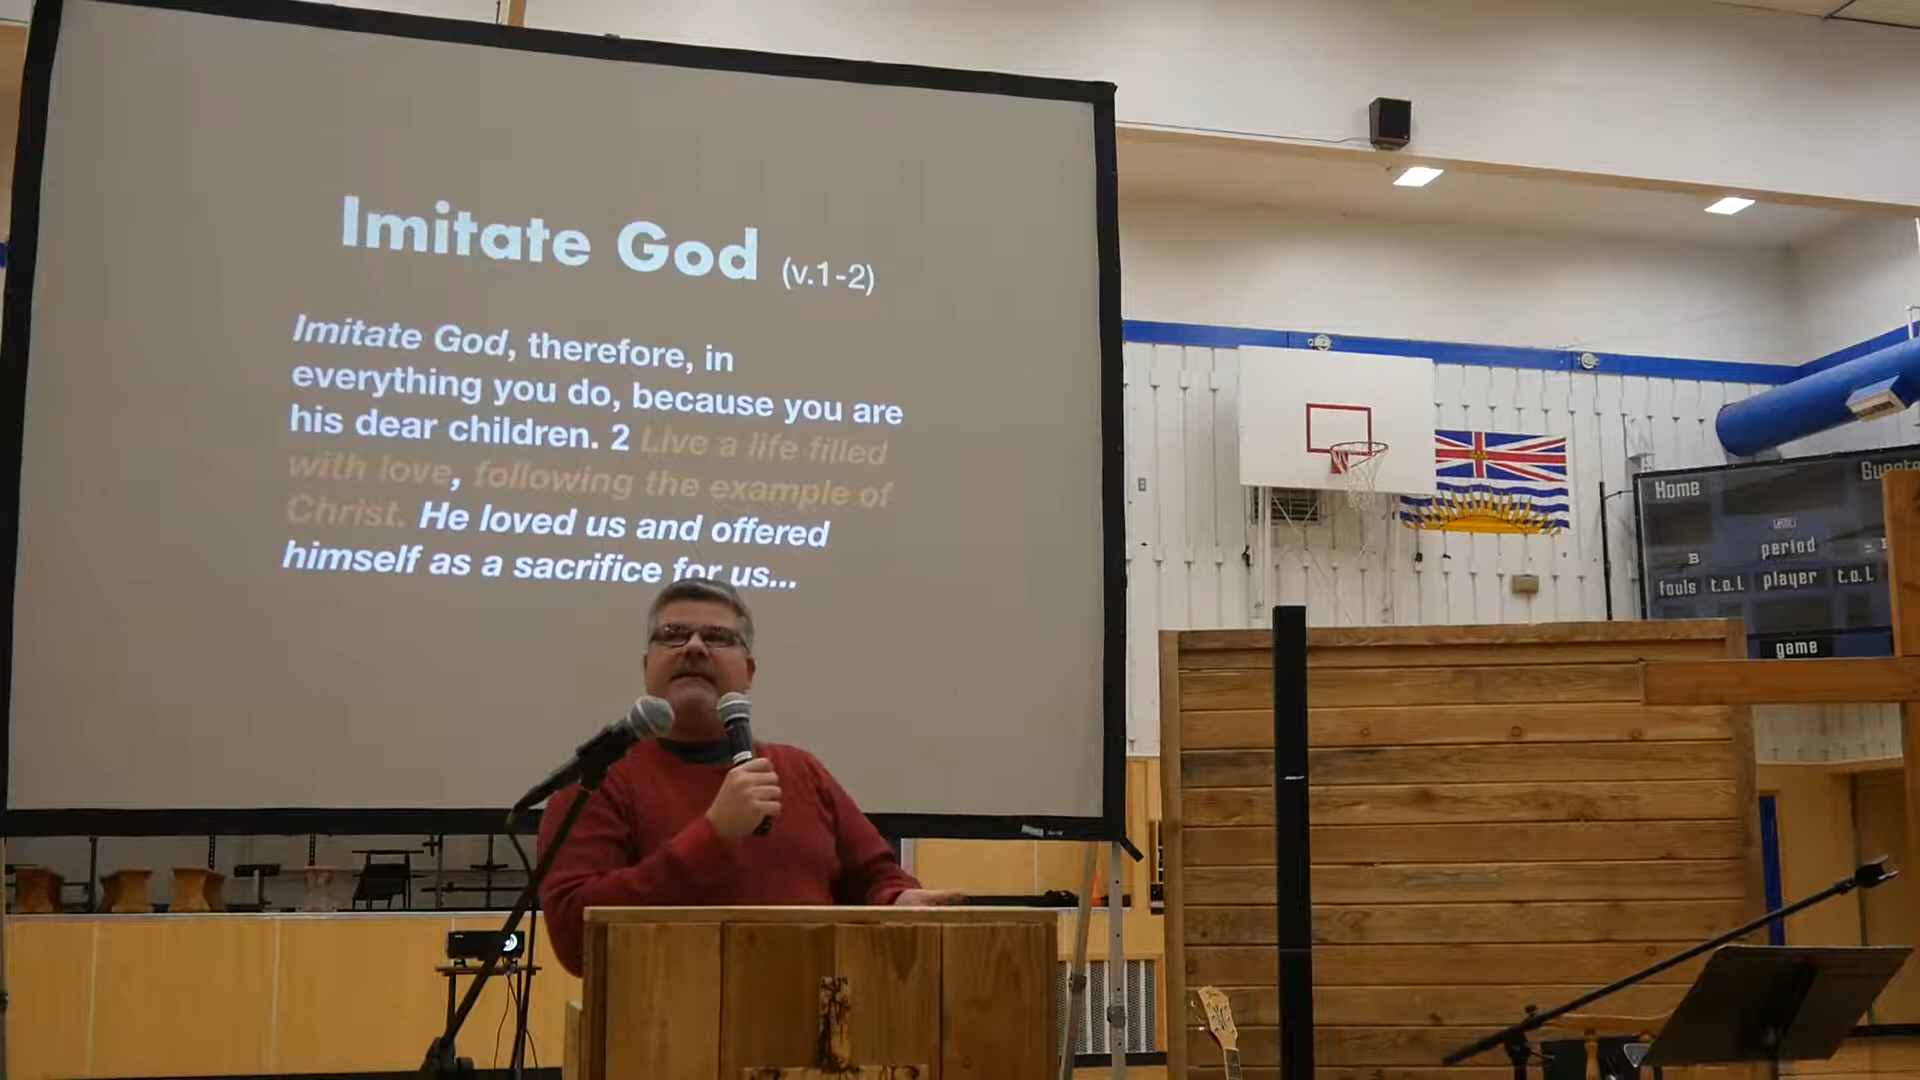 Imitate God (v.1-2)
Imitate God, therefore, in
everything you do, because you are
his dear children. 2 Live a life filled
with love, following the example of
Christ. He loved us and offered
himself as a sacrifice for us...
Home
period
B
fouls t.o.l. player t.o.l.
game